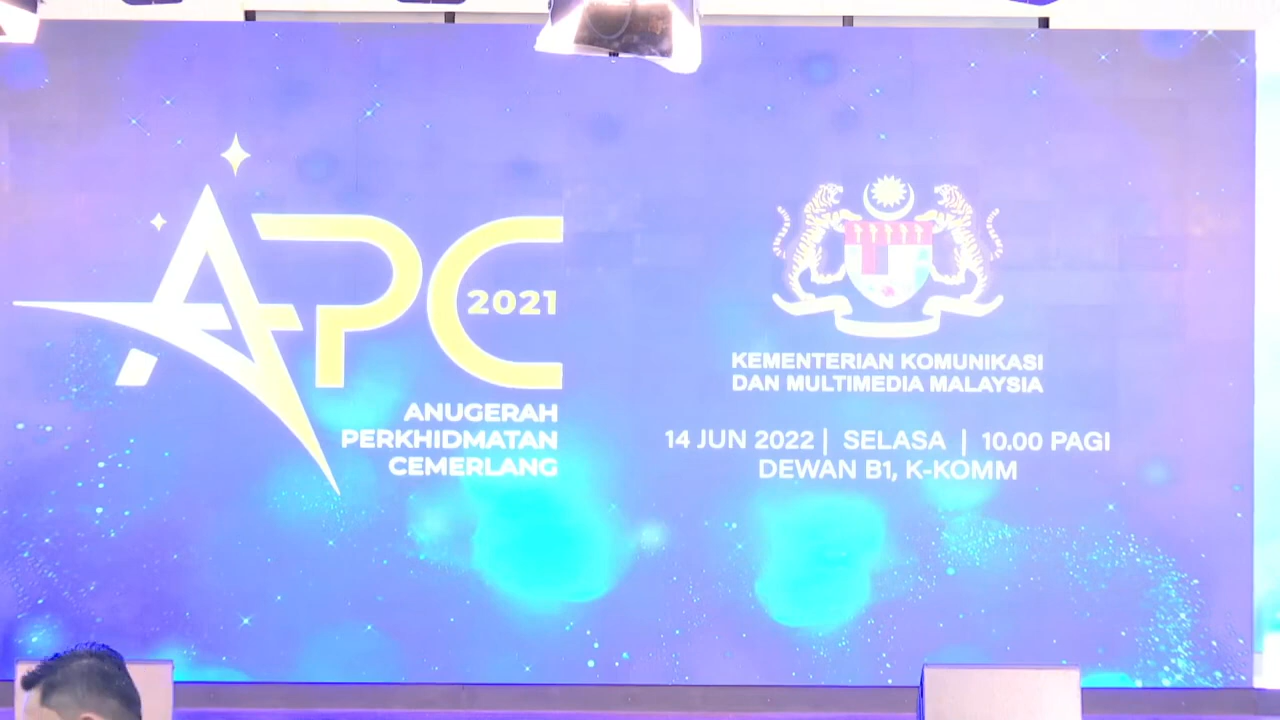 APC
2021
ANUGERAH
PERKHIDMATAN
CEMERLANG
KEMENTERIAN KOMUNIKASI
DAN MULTIMEDIA MALAYSIA
14 JUN 2022 | SELASA | 10.00 PAGI
DEWAN B1, K-KOMM